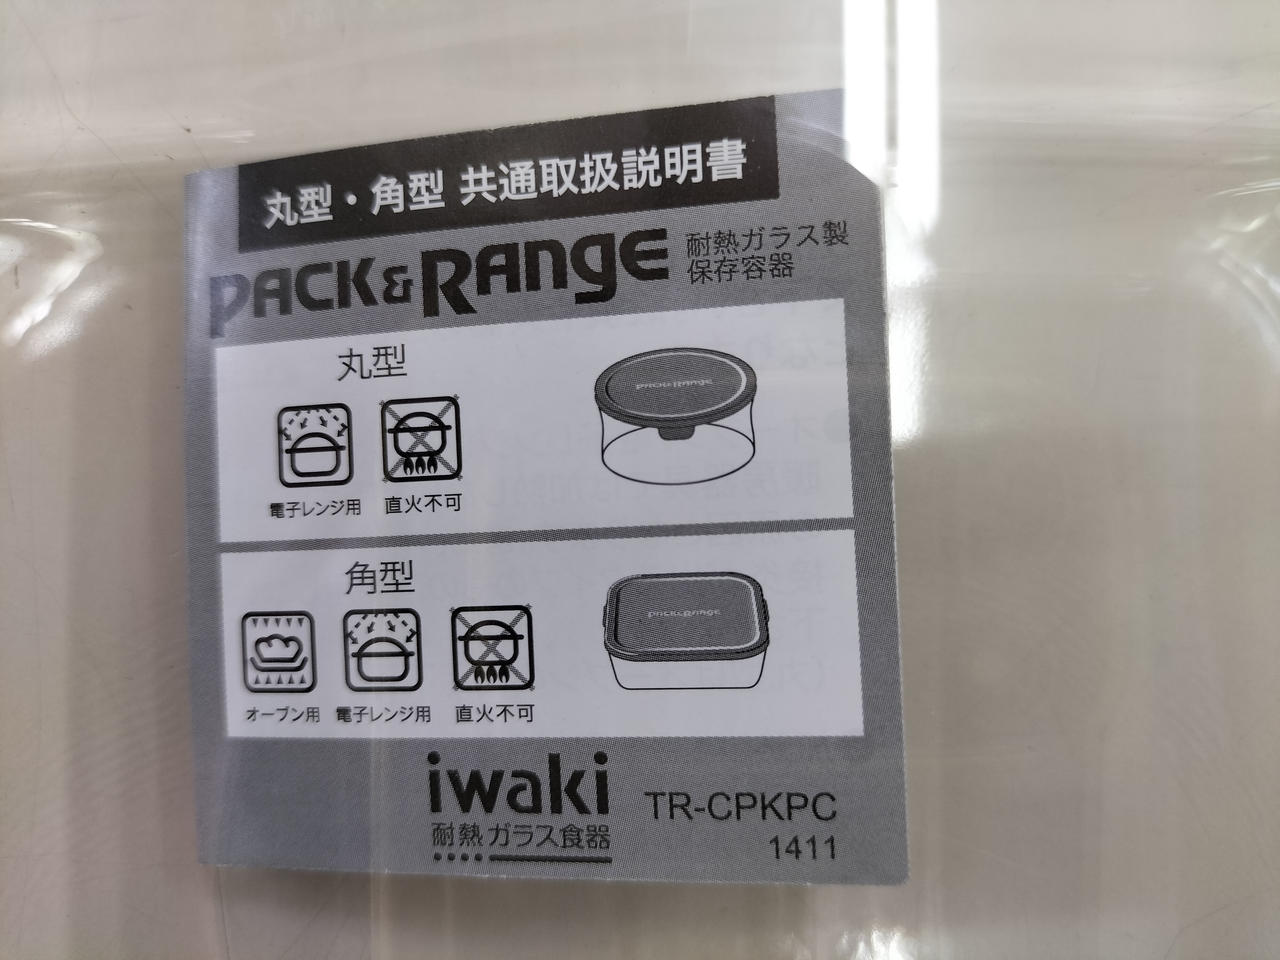 丸型・角型 共通取扱説明書
PACK&RANGE
耐熱ガラス製
保存容器
丸型
PACK&RANGE
電子レンジ用 直火不可
角型
PACK&RANGE
オーブン用 電子レンジ用 直火不可
iwaki
耐熱ガラス食器
TR-CPKPC
1411